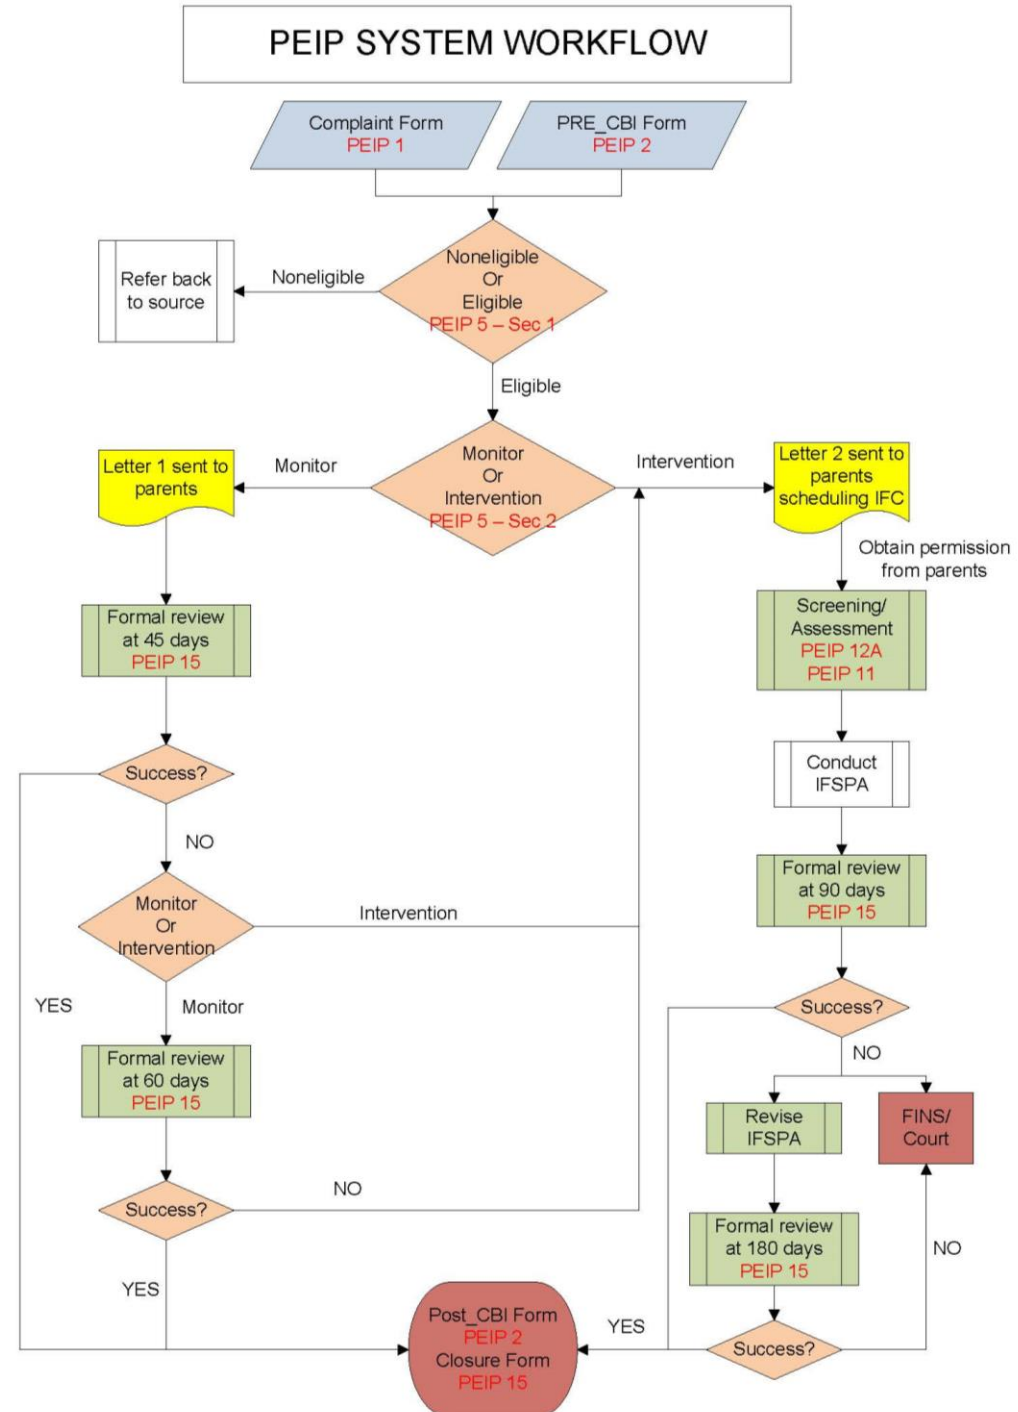 PEIP SYSTEM WORKFLOW
Complaint Form
PEIP 1
PRE_CBI Form
PEIP 2
Noneligible
Or
Eligible
PEIP 5 – Sec 1
Noneligible
Refer back
to source
Eligible
Monitor
Or
Intervention
PEIP 5 – Sec 2
Monitor
Letter 1 sent to
parents
Intervention
Letter 2 sent to
parents
scheduling IFC
Obtain permission
from parents
Formal review
at 45 days
PEIP 15
Screening/
Assessment
PEIP 12A
PEIP 11
Success?
Conduct
IFSPA
NO
Formal review
at 90 days
PEIP 15
Monitor
Or
Intervention
Intervention
YES
Monitor
Success?
NO
Formal review
at 60 days
PEIP 15
Revise
IFSPA
FINS/
Court
Success?
NO
Formal review
at 180 days
PEIP 15
NO
YES
Post_CBI Form
PEIP 2
Closure Form
PEIP 15
YES
Success?